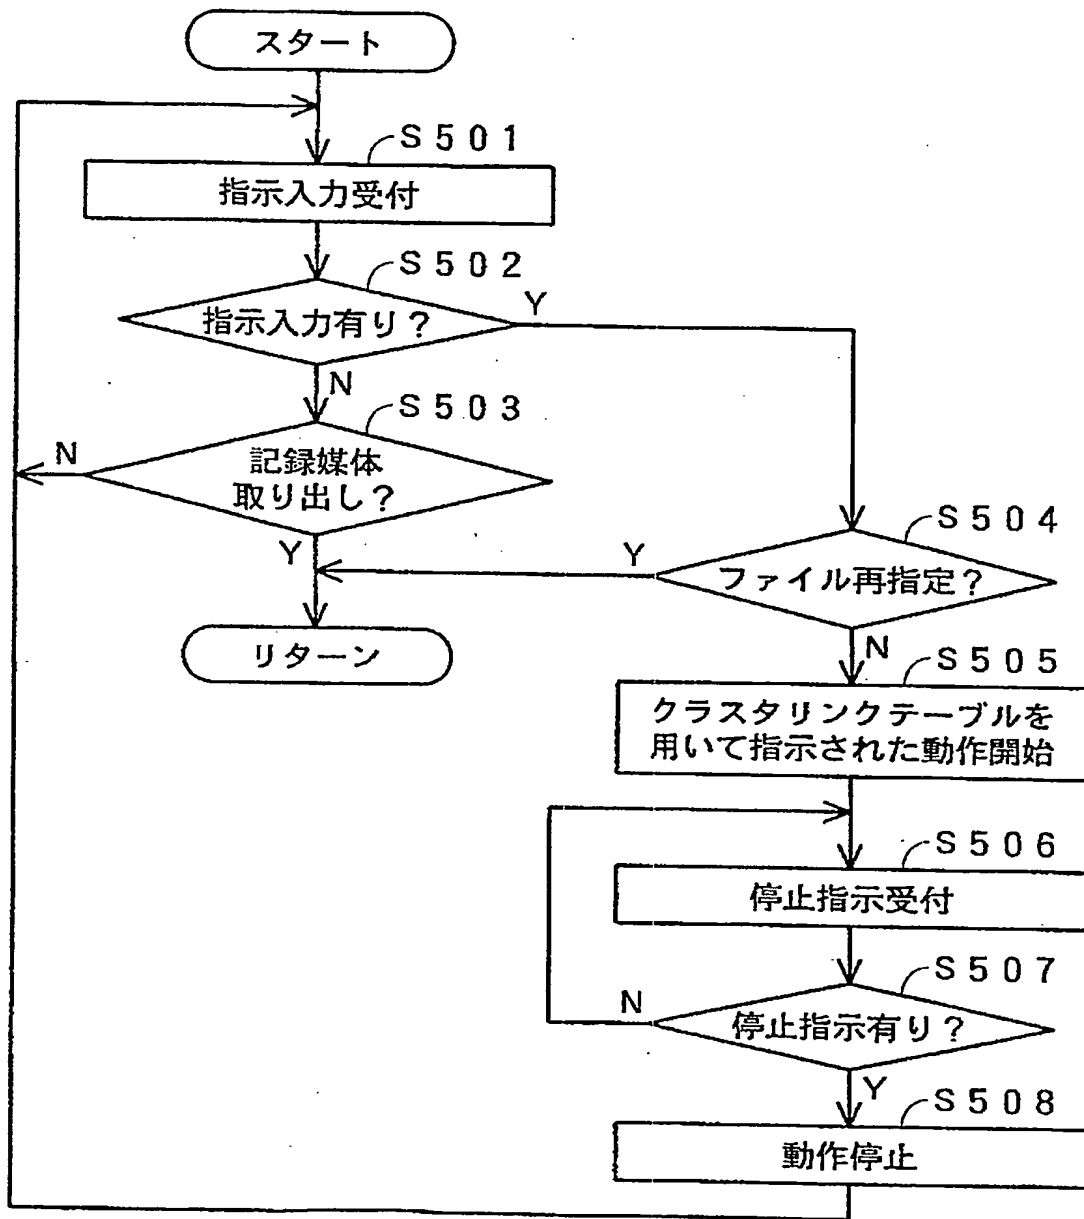 スタート
S501
指示入力受付
S502
指示入力有り？
Y
N
S503
記録媒体
取り出し？
N
Y
S504
ファイル再指定？
Y
N
リターン
S505
クラスタリンクテーブルを
用いて指示された動作開始
S506
停止指示受付
S507
停止指示有り？
N
Y
S508
動作停止